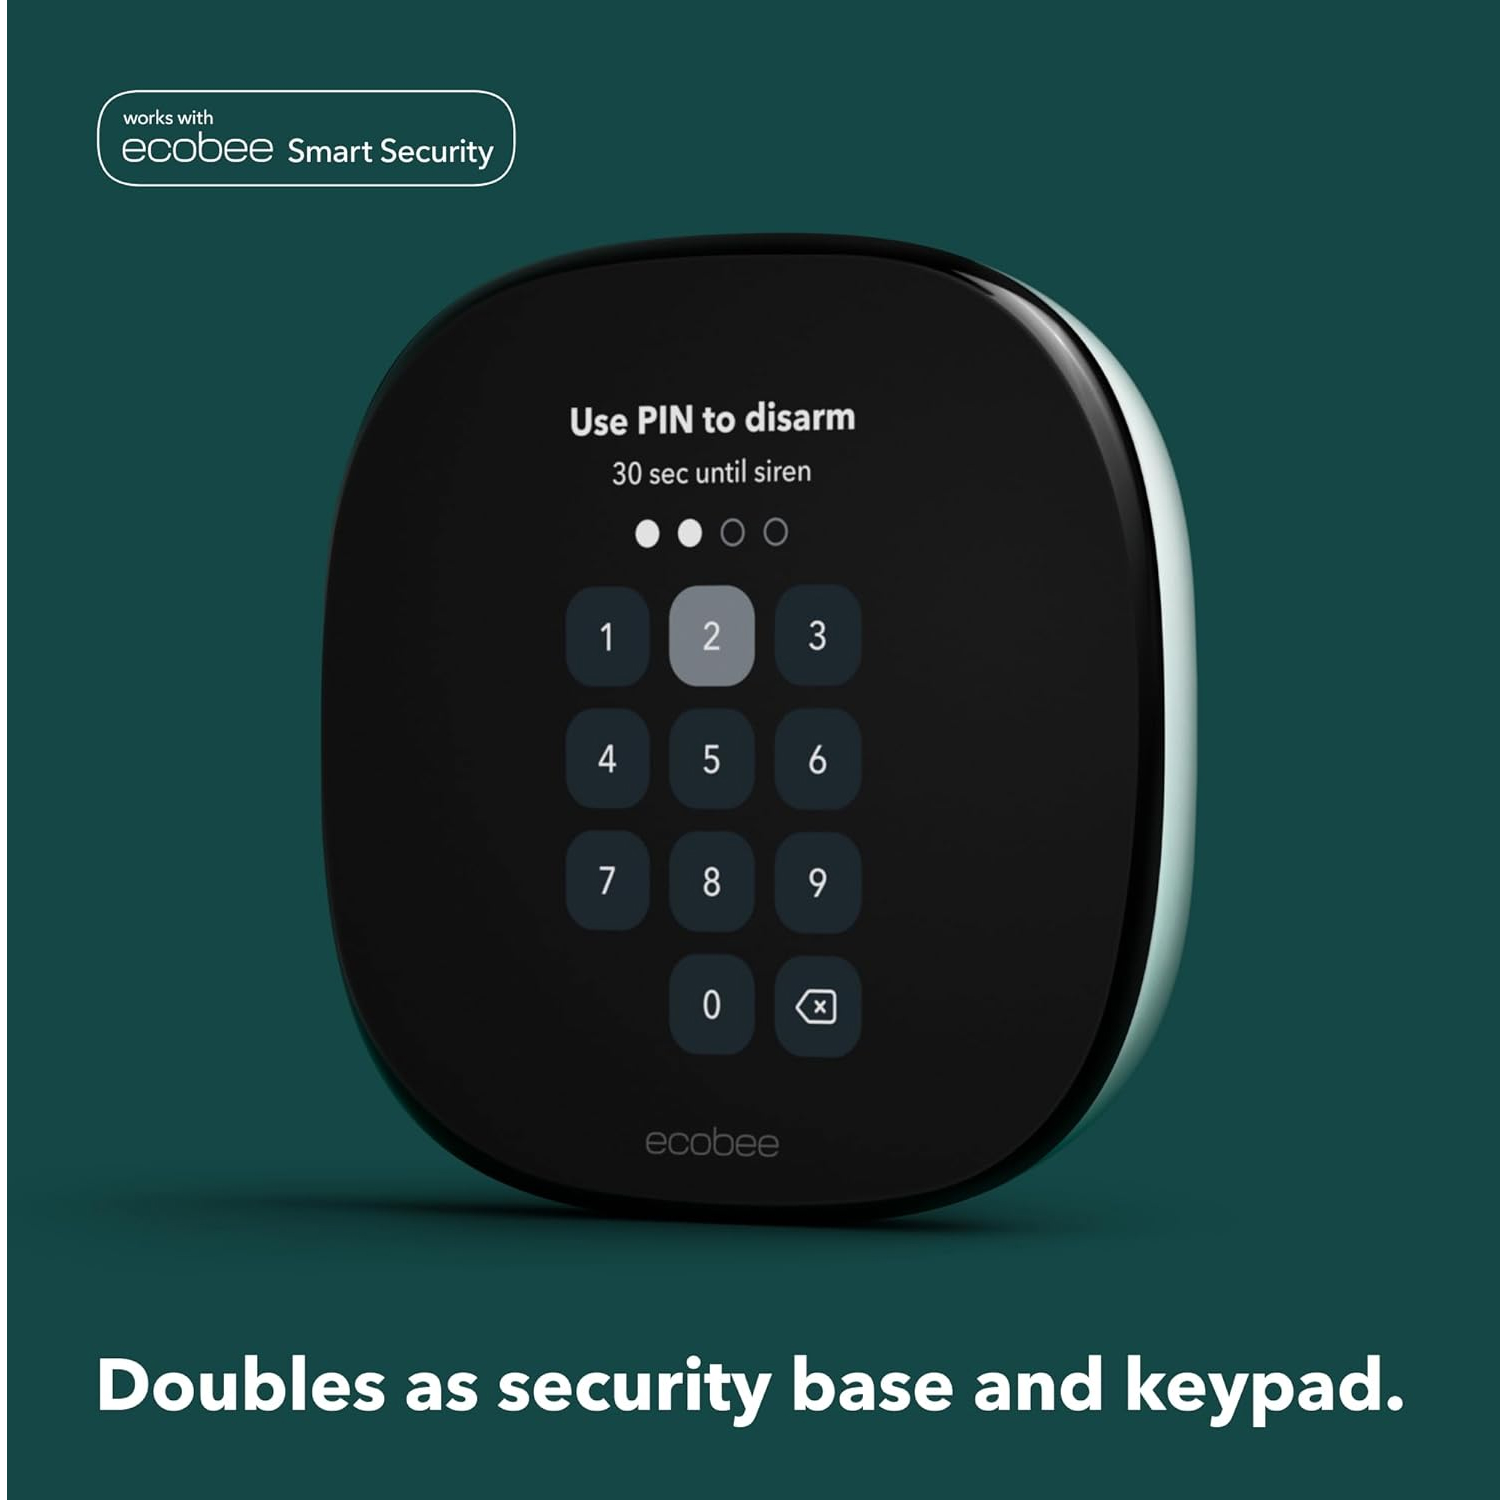 works with
ecobee Smart Security
Use PIN to disarm
30 sec until siren
1 2 3
4 5 6
7 8 9
0
ecobee
Doubles as security base and keypad.